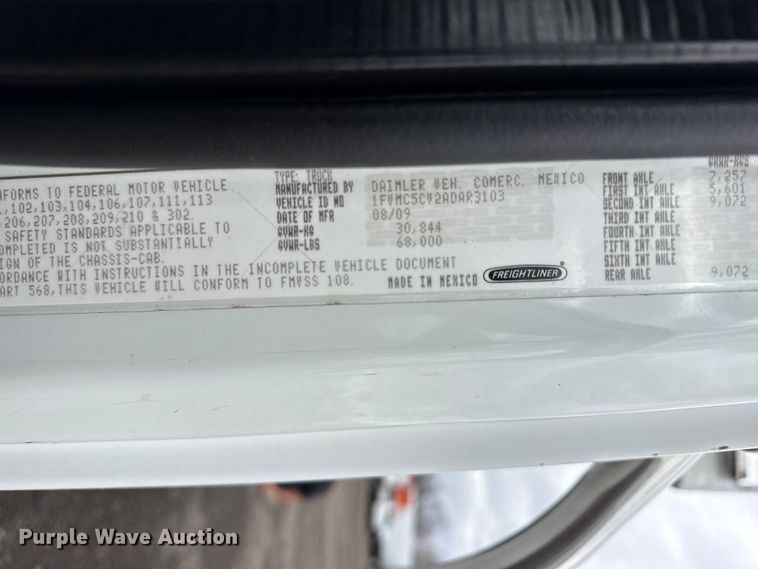 TYPE: TRUCK
MANUFACTURED BY DAIMLER VEH. COMERC. MEXICO
VEHICLE ID NO 1FVMC5CV2ADAR3103
DATE OF MFR 08/09
GVWR-KG 30,844
GVWR-LBS 68,000
NFORMS TO FEDERAL MOTOR VEHICLE
,102,103,104,106,107,111,113
206,207,208,209,210 & 302.
SAFETY STANDARDS APPLICABLE TO
COMPLETED IS NOT SUBSTANTIALLY
IGN OF THE CHASSIS-CAB.
CORDANCE WITH INSTRUCTIONS IN THE INCOMPLETE VEHICLE DOCUMENT
ART 568,THIS VEHICLE WILL CONFORM TO FMVSS 108.
MADE IN MEXICO FREIGHTLINER®
GAWR-KGS
FRONT AXLE 7,257
FIRST INT AXLE 5,601
SECOND INT AXLE 9,072
THIRD INT AXLE
FOURTH INT AXLE
FIFTH INT AXLE
SIXTH INT AXLE
REAR AXLE 9,072
Purple Wave Auction